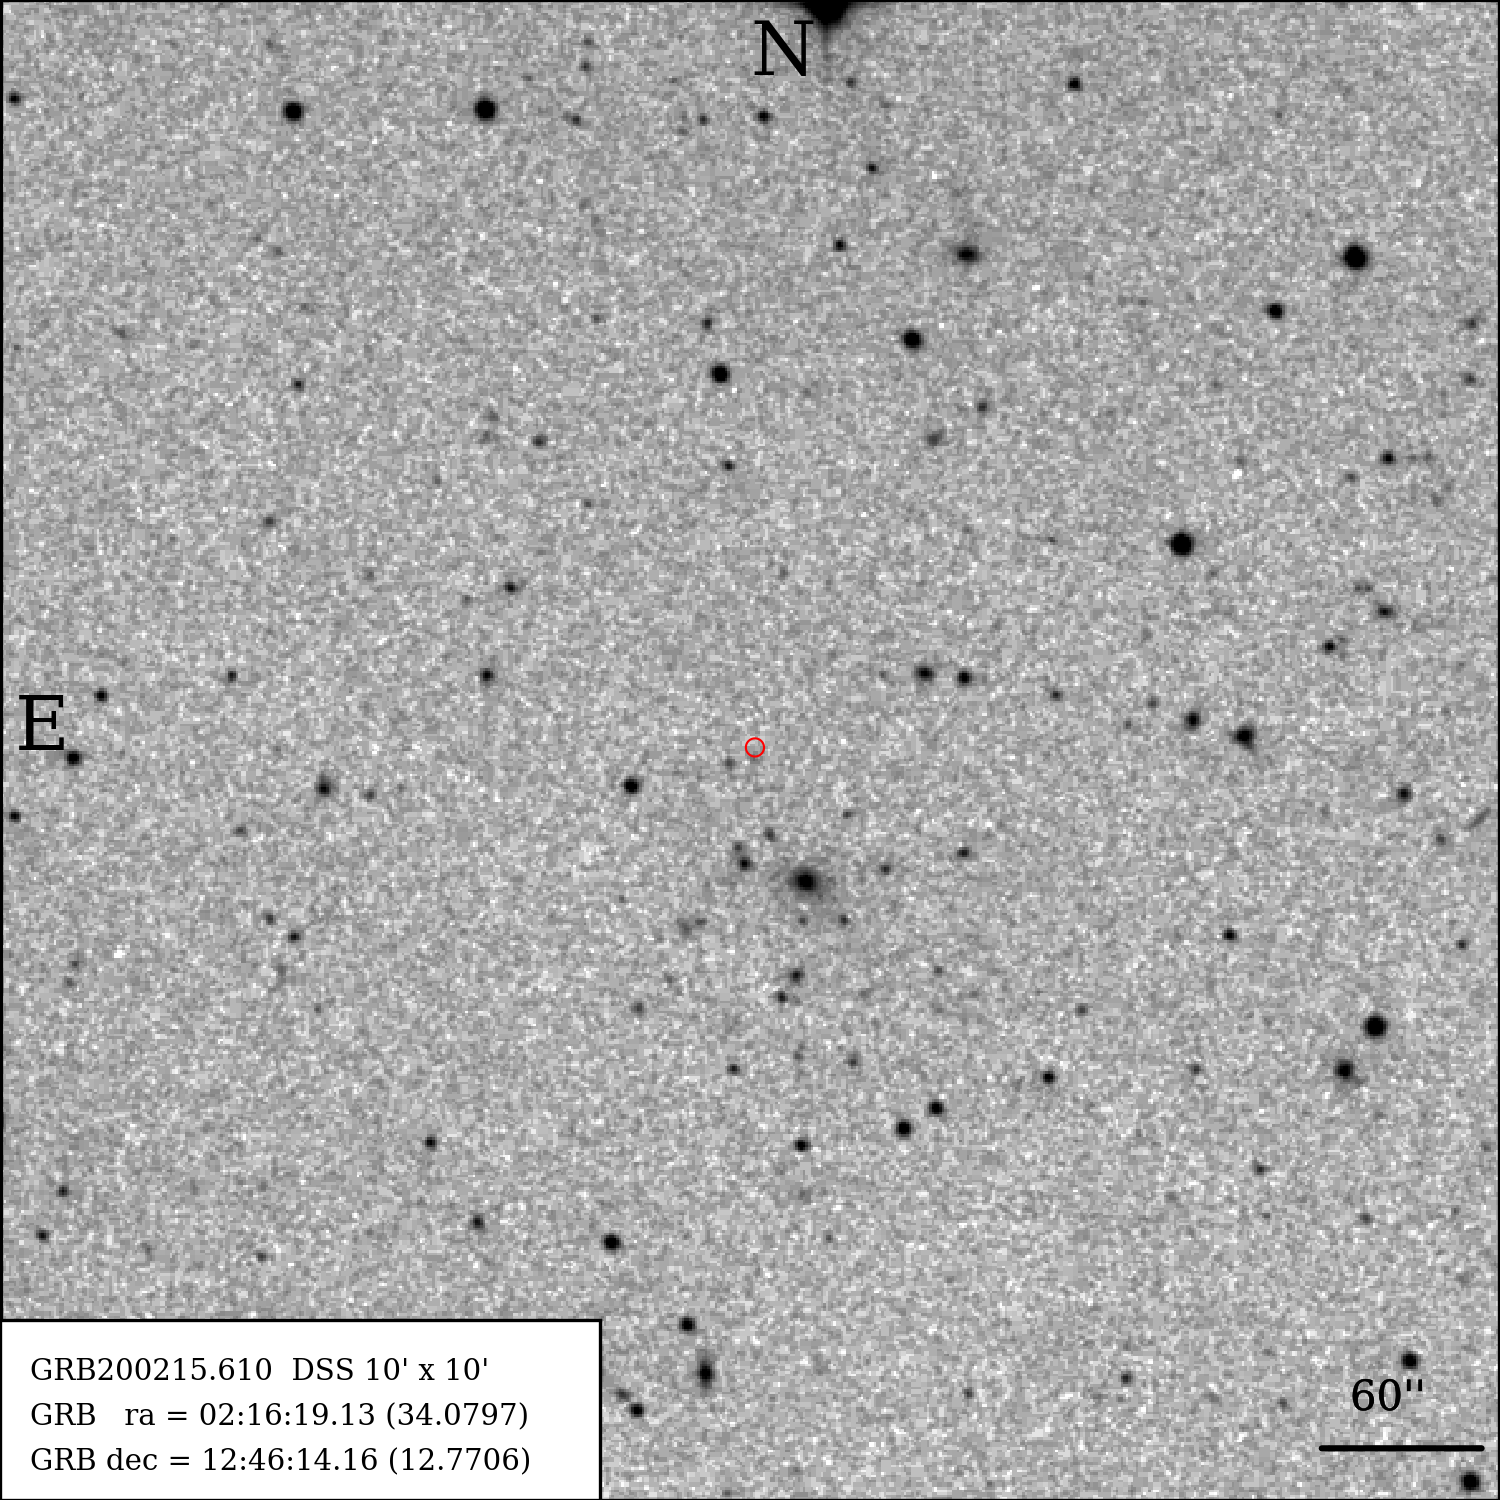 N
E
GRB200215.610 DSS 10' x 10'
GRB ra = 02:16:19.13 (34.0797)
GRB dec = 12:46:14.16 (12.7706)
60''